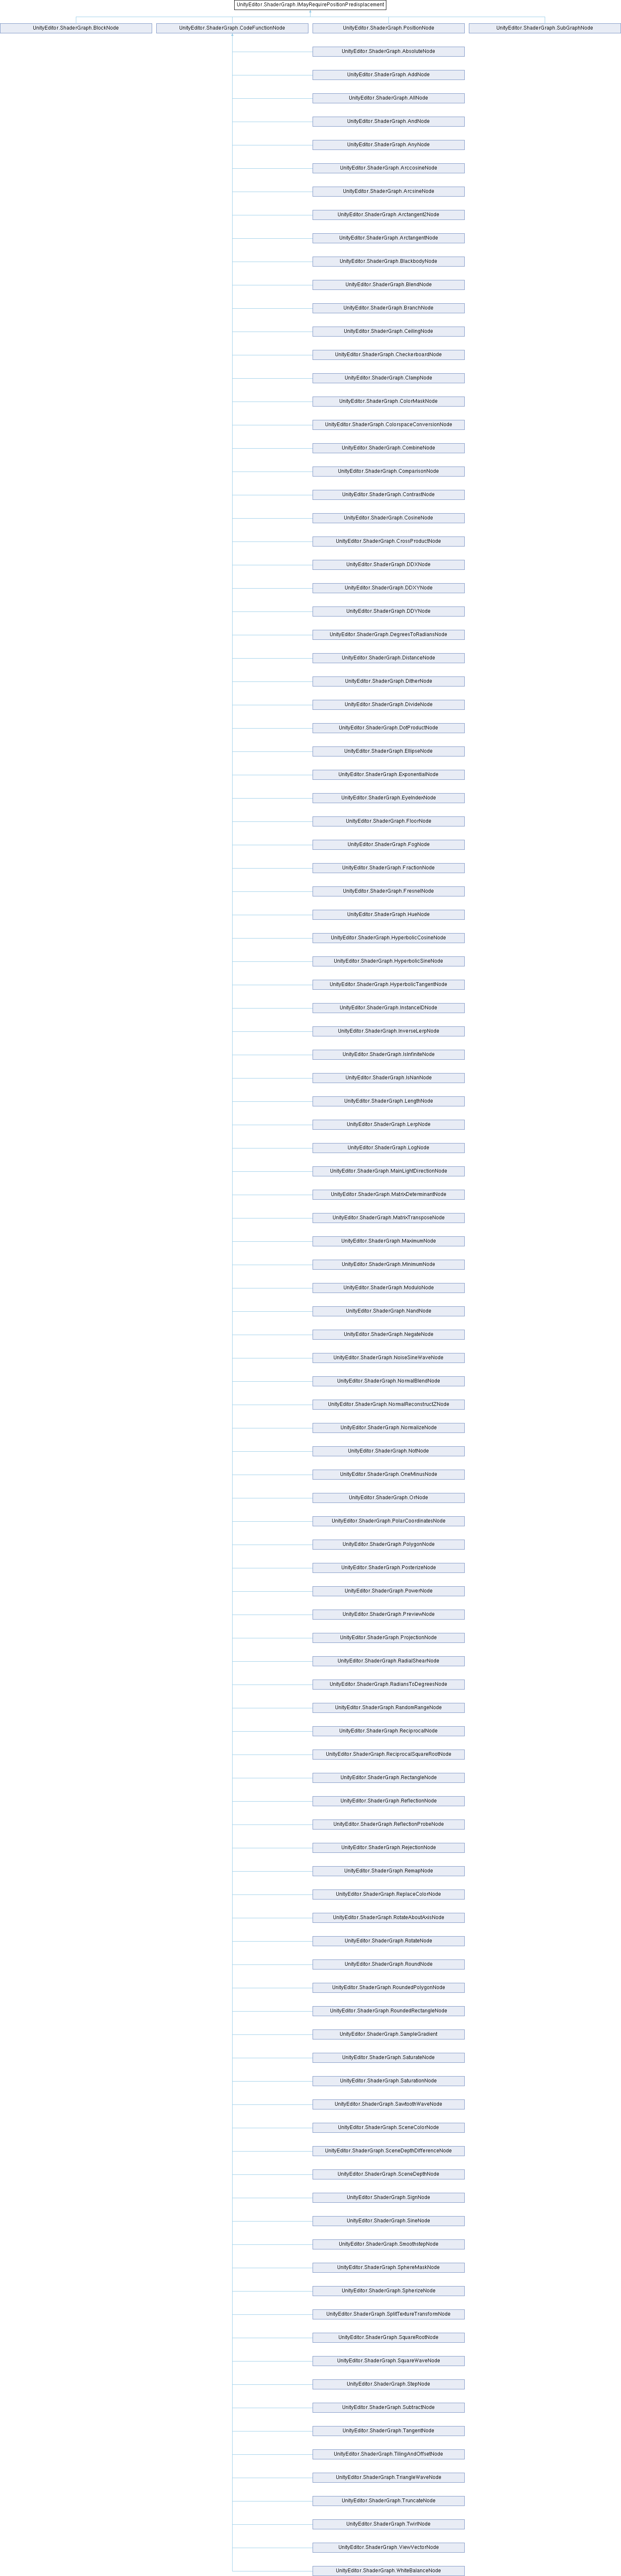 UnityEditor.ShaderGraph.IMayRequirePositionPredisplacement
UnityEditor.ShaderGraph.BlockNode
UnityEditor.ShaderGraph.CodeFunctionNode
UnityEditor.ShaderGraph.PositionNode
UnityEditor.ShaderGraph.SubGraphNode
UnityEditor.ShaderGraph.AbsoluteNode
UnityEditor.ShaderGraph.AddNode
UnityEditor.ShaderGraph.AllNode
UnityEditor.ShaderGraph.AndNode
UnityEditor.ShaderGraph.AnyNode
UnityEditor.ShaderGraph.ArccosineNode
UnityEditor.ShaderGraph.ArcsineNode
UnityEditor.ShaderGraph.Arctangent2Node
UnityEditor.ShaderGraph.ArctangentNode
UnityEditor.ShaderGraph.BlackbodyNode
UnityEditor.ShaderGraph.BlendNode
UnityEditor.ShaderGraph.BranchNode
UnityEditor.ShaderGraph.CeilingNode
UnityEditor.ShaderGraph.CheckerboardNode
UnityEditor.ShaderGraph.ClampNode
UnityEditor.ShaderGraph.ColorMaskNode
UnityEditor.ShaderGraph.ColorspaceConversionNode
UnityEditor.ShaderGraph.CombineNode
UnityEditor.ShaderGraph.ComparisonNode
UnityEditor.ShaderGraph.ContrastNode
UnityEditor.ShaderGraph.CosineNode
UnityEditor.ShaderGraph.CrossProductNode
UnityEditor.ShaderGraph.DDXNode
UnityEditor.ShaderGraph.DDXYNode
UnityEditor.ShaderGraph.DDYNode
UnityEditor.ShaderGraph.DegreesToRadiansNode
UnityEditor.ShaderGraph.DistanceNode
UnityEditor.ShaderGraph.DitherNode
UnityEditor.ShaderGraph.DivideNode
UnityEditor.ShaderGraph.DotProductNode
UnityEditor.ShaderGraph.EllipseNode
UnityEditor.ShaderGraph.ExponentialNode
UnityEditor.ShaderGraph.EyeIndexNode
UnityEditor.ShaderGraph.FloorNode
UnityEditor.ShaderGraph.FogNode
UnityEditor.ShaderGraph.FractionNode
UnityEditor.ShaderGraph.FresnelNode
UnityEditor.ShaderGraph.HueNode
UnityEditor.ShaderGraph.HyperbolicCosineNode
UnityEditor.ShaderGraph.HyperbolicSineNode
UnityEditor.ShaderGraph.HyperbolicTangentNode
UnityEditor.ShaderGraph.InstanceIDNode
UnityEditor.ShaderGraph.InverseLerpNode
UnityEditor.ShaderGraph.IsInfiniteNode
UnityEditor.ShaderGraph.IsNanNode
UnityEditor.ShaderGraph.LengthNode
UnityEditor.ShaderGraph.LerpNode
UnityEditor.ShaderGraph.LogNode
UnityEditor.ShaderGraph.MainLightDirectionNode
UnityEditor.ShaderGraph.MatrixDeterminantNode
UnityEditor.ShaderGraph.MatrixTransposeNode
UnityEditor.ShaderGraph.MaximumNode
UnityEditor.ShaderGraph.MinimumNode
UnityEditor.ShaderGraph.ModuloNode
UnityEditor.ShaderGraph.NandNode
UnityEditor.ShaderGraph.NegateNode
UnityEditor.ShaderGraph.NoiseSineWaveNode
UnityEditor.ShaderGraph.NormalBlendNode
UnityEditor.ShaderGraph.NormalReconstructZNode
UnityEditor.ShaderGraph.NormalizeNode
UnityEditor.ShaderGraph.NotNode
UnityEditor.ShaderGraph.OneMinusNode
UnityEditor.ShaderGraph.OrNode
UnityEditor.ShaderGraph.PolarCoordinatesNode
UnityEditor.ShaderGraph.PolygonNode
UnityEditor.ShaderGraph.PosterizeNode
UnityEditor.ShaderGraph.PowerNode
UnityEditor.ShaderGraph.PreviewNode
UnityEditor.ShaderGraph.ProjectionNode
UnityEditor.ShaderGraph.RadialShearNode
UnityEditor.ShaderGraph.RadiansToDegreesNode
UnityEditor.ShaderGraph.RandomRangeNode
UnityEditor.ShaderGraph.ReciprocalNode
UnityEditor.ShaderGraph.ReciprocalSquareRootNode
UnityEditor.ShaderGraph.RectangleNode
UnityEditor.ShaderGraph.ReflectionNode
UnityEditor.ShaderGraph.ReflectionProbeNode
UnityEditor.ShaderGraph.RejectionNode
UnityEditor.ShaderGraph.RemapNode
UnityEditor.ShaderGraph.ReplaceColorNode
UnityEditor.ShaderGraph.RotateAboutAxisNode
UnityEditor.ShaderGraph.RotateNode
UnityEditor.ShaderGraph.RoundNode
UnityEditor.ShaderGraph.RoundedPolygonNode
UnityEditor.ShaderGraph.RoundedRectangleNode
UnityEditor.ShaderGraph.SampleGradient
UnityEditor.ShaderGraph.SaturateNode
UnityEditor.ShaderGraph.SaturationNode
UnityEditor.ShaderGraph.SawtoothWaveNode
UnityEditor.ShaderGraph.SceneColorNode
UnityEditor.ShaderGraph.SceneDepthDifferenceNode
UnityEditor.ShaderGraph.SceneDepthNode
UnityEditor.ShaderGraph.SignNode
UnityEditor.ShaderGraph.SineNode
UnityEditor.ShaderGraph.SmoothstepNode
UnityEditor.ShaderGraph.SphereMaskNode
UnityEditor.ShaderGraph.SpherizeNode
UnityEditor.ShaderGraph.SplitTextureTransformNode
UnityEditor.ShaderGraph.SquareRootNode
UnityEditor.ShaderGraph.SquareWaveNode
UnityEditor.ShaderGraph.StepNode
UnityEditor.ShaderGraph.SubtractNode
UnityEditor.ShaderGraph.TangentNode
UnityEditor.ShaderGraph.TilingAndOffsetNode
UnityEditor.ShaderGraph.TriangleWaveNode
UnityEditor.ShaderGraph.TruncateNode
UnityEditor.ShaderGraph.TwirlNode
UnityEditor.ShaderGraph.ViewVectorNode
UnityEditor.ShaderGraph.WhiteBalanceNode